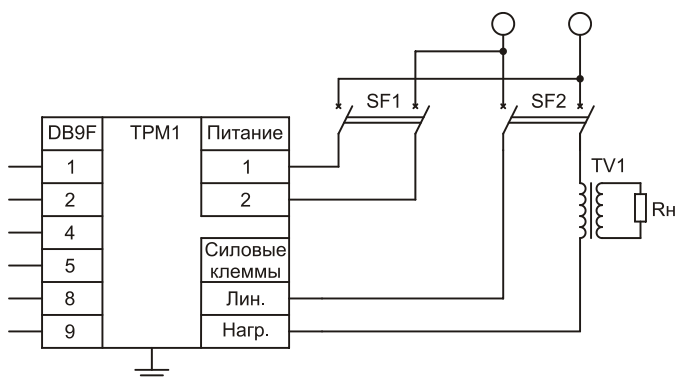 SF1
SF2
DB9F
TPM1
Питание
1
1
2
2
4
5
8
9
Силовые
клеммы
Лин.
Нагр.
TV1
Rн